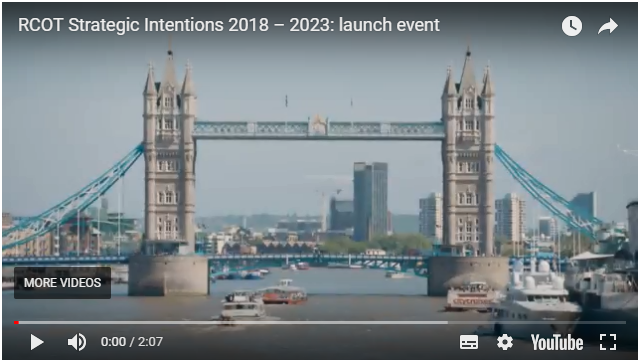 RCOT Strategic Intentions 2018 – 2023: launch event
MORE VIDEOS
0:00 / 2:07
YouTube